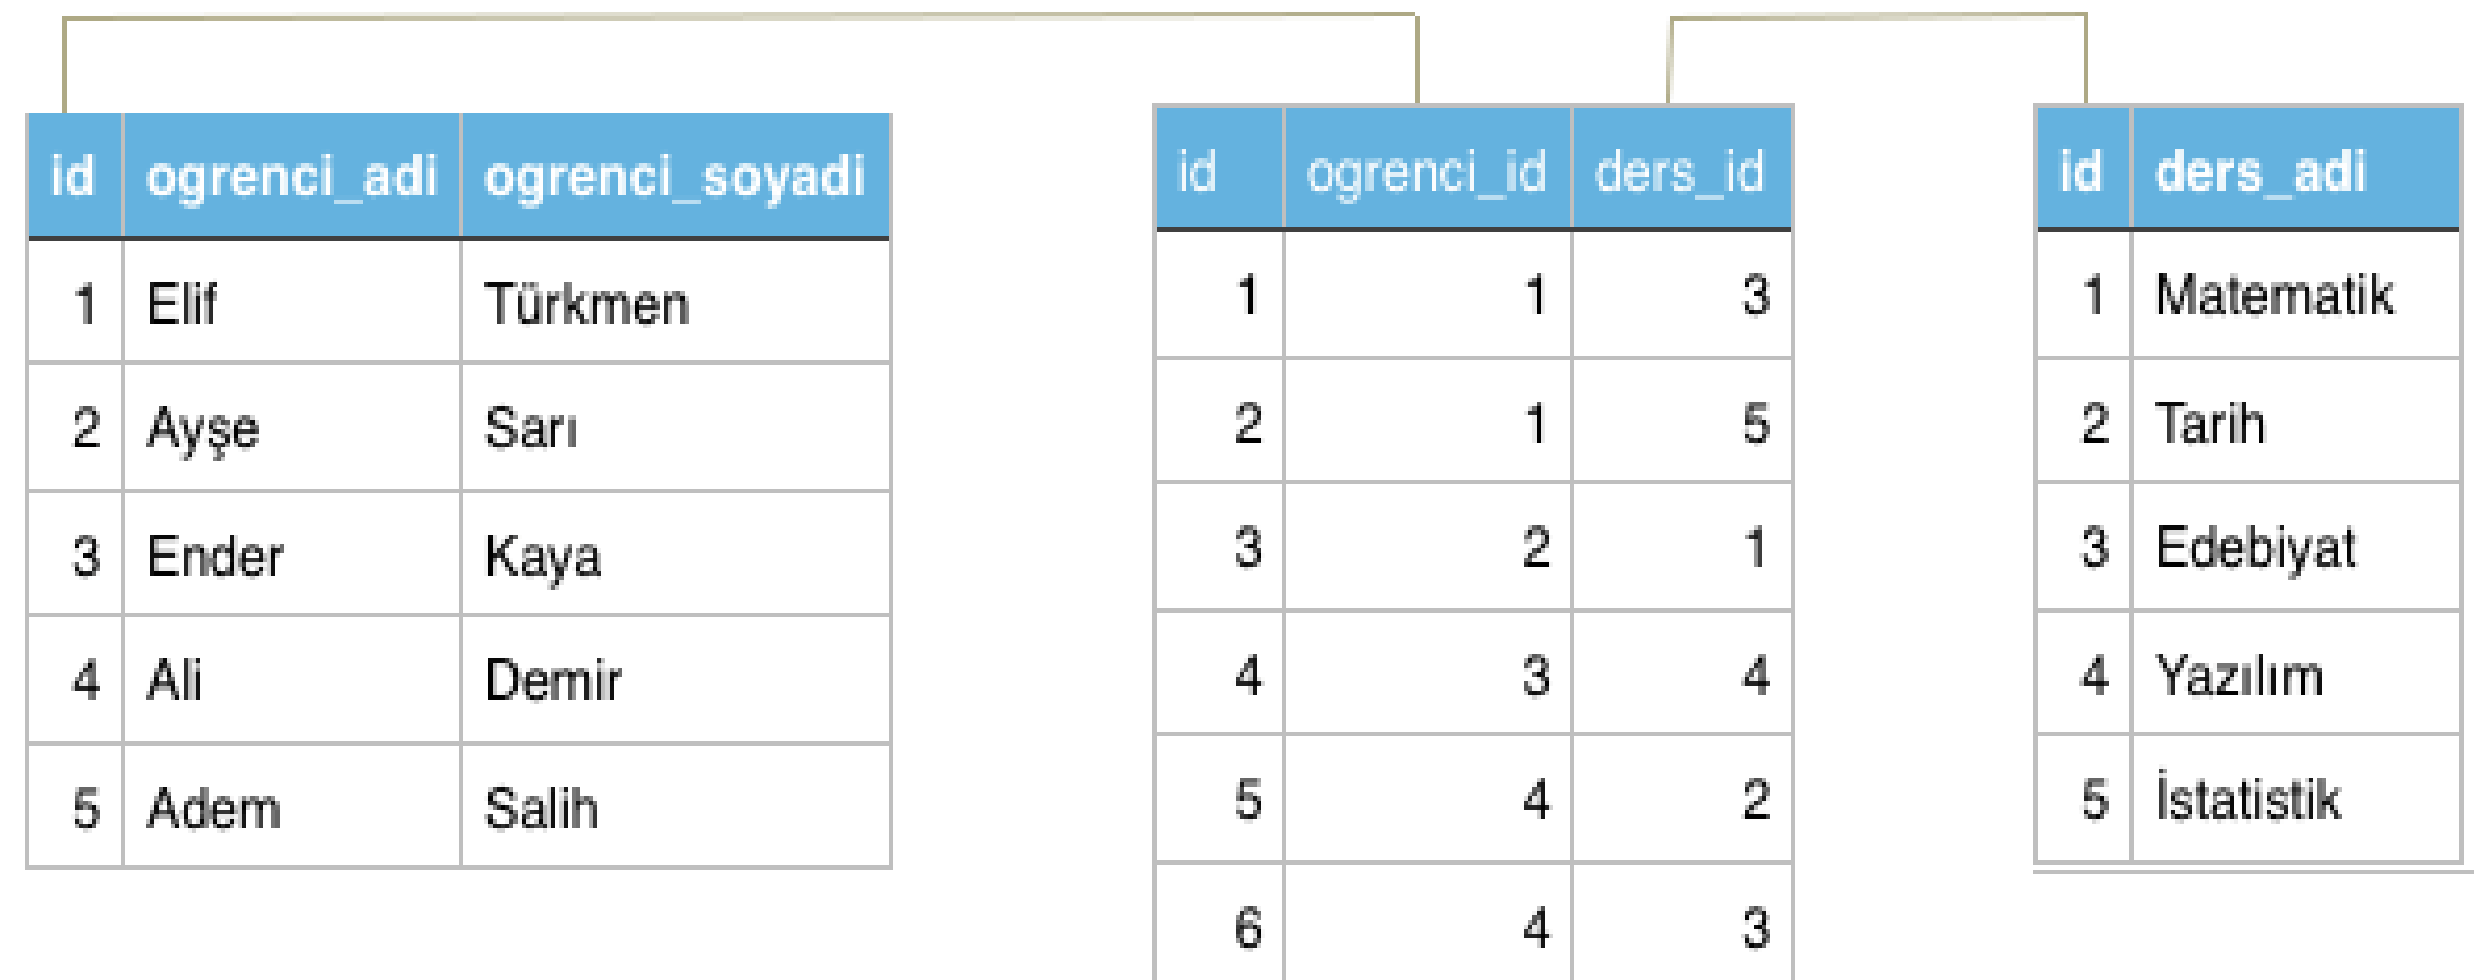 id ogrenci_adi ogrenci_soyadi
1 Elif Türkmen
2 Ayşe Sarı
3 Ender Kaya
4 Ali Demir
5 Adem Salih
id ogrenci_id ders_id
1 1 3
2 1 5
3 2 1
4 3 4
5 4 2
6 4 3
id ders_adi
1 Matematik
2 Tarih
3 Edebiyat
4 Yazılım
5 İstatistik